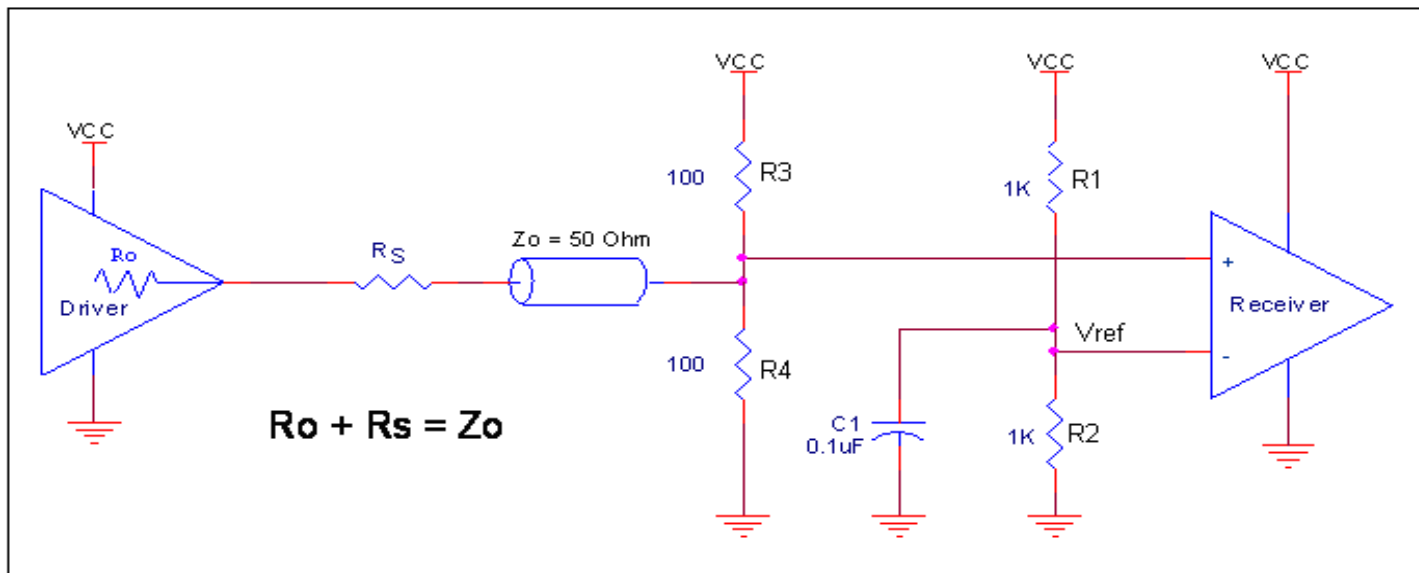 VCC
VCC
VCC
VCC
R3
100
R1
1K
Zo = 50 Ohm
Ro
RS
+
Driver
Receiver
Vref
-
R4
100
Ro + Rs = Zo
C1
0.1uF
R2
1K